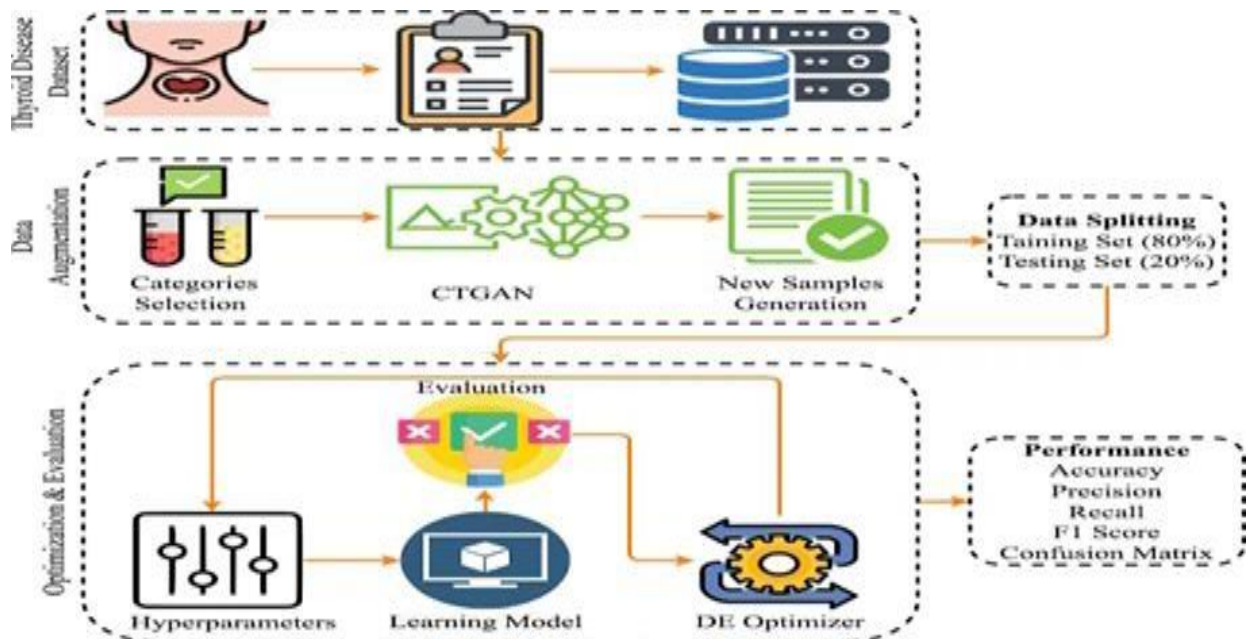 Thyroid Disease
Dataset
Data
Augmentation
Categories
Selection
CTGAN
New Samples
Generation
Data Splitting
Taining Set (80%)
Testing Set (20%)
Optimization & Evaluation
Evaluation
Hyperparameters
Learning Model
DE Optimizer
Performance
Accuracy
Precision
Recall
F1 Score
Confusion Matrix